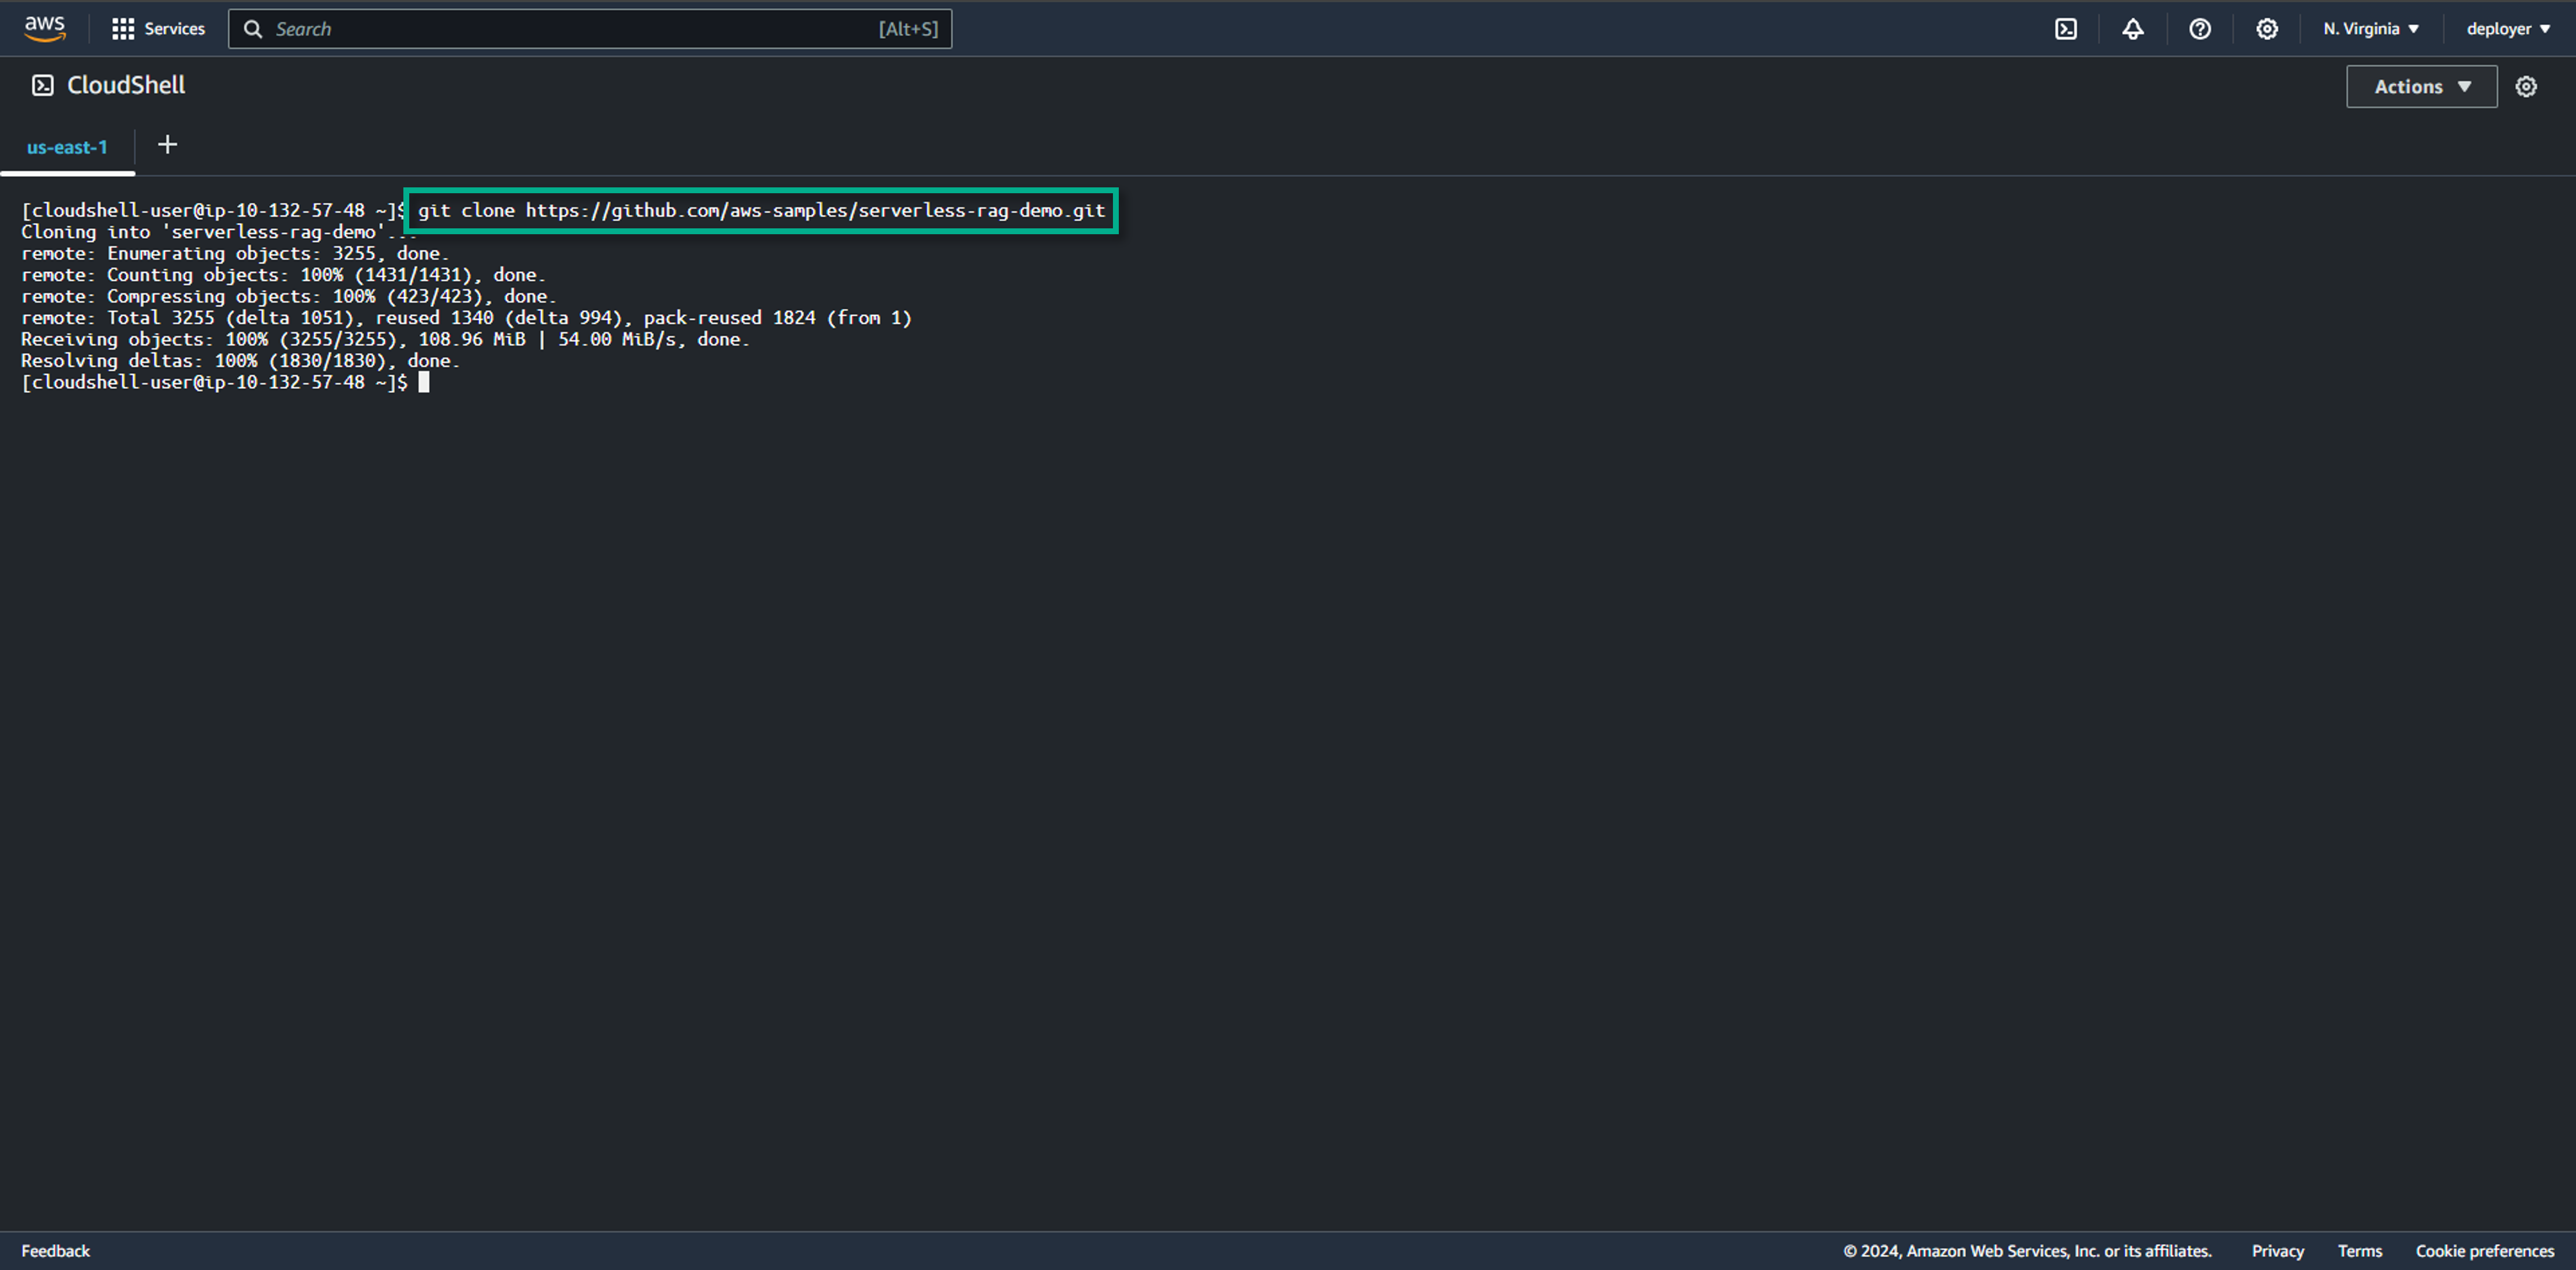 aws Services Search [Alt+S] N. Virginia ▼ deployer ▼
CloudShell Actions ▼
us-east-1 +
[cloudshell-user@ip-10-132-57-48 ~]$ git clone https://github.com/aws-samples/serverless-rag-demo.git
Cloning into 'serverless-rag-demo'...
remote: Enumerating objects: 3255, done.
remote: Counting objects: 100% (1431/1431), done.
remote: Compressing objects: 100% (423/423), done.
remote: Total 3255 (delta 1051), reused 1340 (delta 994), pack-reused 1824 (from 1)
Receiving objects: 100% (3255/3255), 108.96 MiB | 54.00 MiB/s, done.
Resolving deltas: 100% (1830/1830), done.
[cloudshell-user@ip-10-132-57-48 ~]$
Feedback © 2024, Amazon Web Services, Inc. or its affiliates. Privacy Terms Cookie preferences